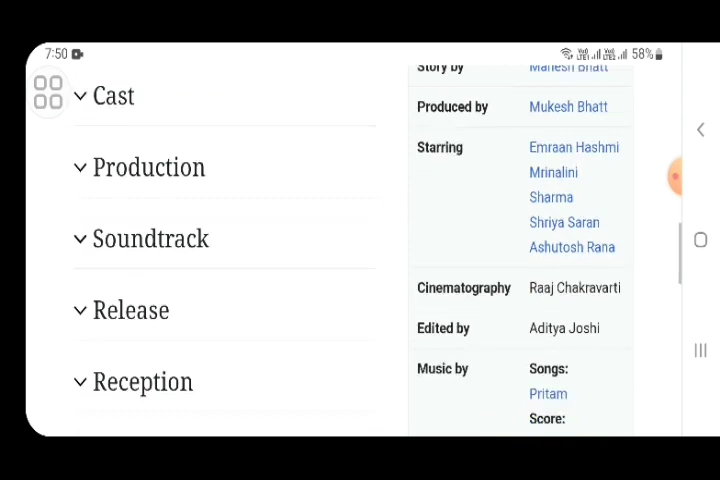 7:50
58%
Cast
Production
Soundtrack
Release
Reception
Story by Mahesh Bhatt
Produced by Mukesh Bhatt
Starring Emraan Hashmi
Mrinalini
Sharma
Shriya Saran
Ashutosh Rana
Cinematography Raaj Chakravarti
Edited by Aditya Joshi
Music by Songs:
Pritam
Score: